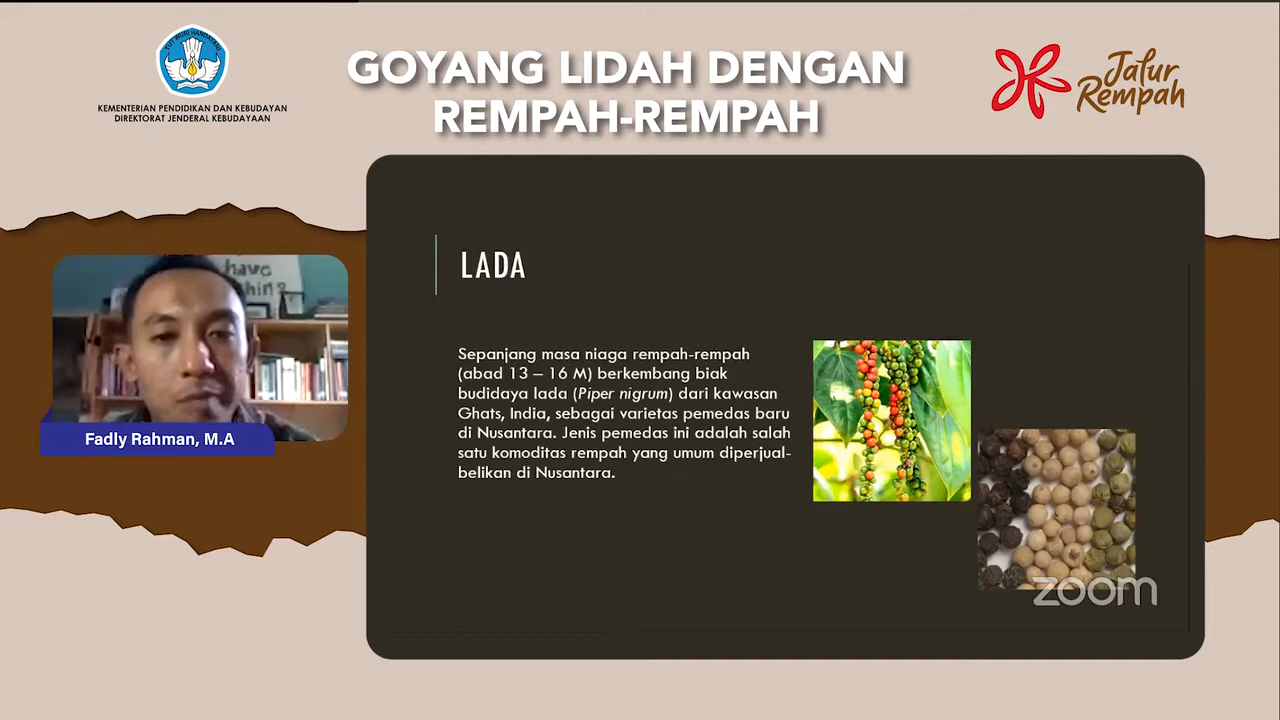 KEMENTERIAN PENDIDIKAN DAN KEBUDAYAN
DIREKTORAT JENDERAL KEBUDAYAAN
GOYANG LIDAH DENGAN
REMPAH-REMPAH
Jalur
Rempah
LADA
Sepanjang masa niaga rempah-rempah
(abad 13 – 16 M) berkembang biak
budidaya lada (Piper nigrum) dari kawasan
Ghats, India, sebagai varietas pemedas baru
di Nusantara. Jenis pemedas ini adalah salah
satu komoditas rempah yang umum diperjual-
belikan di Nusantara.
have
Fadly Rahman, M.A
zoom